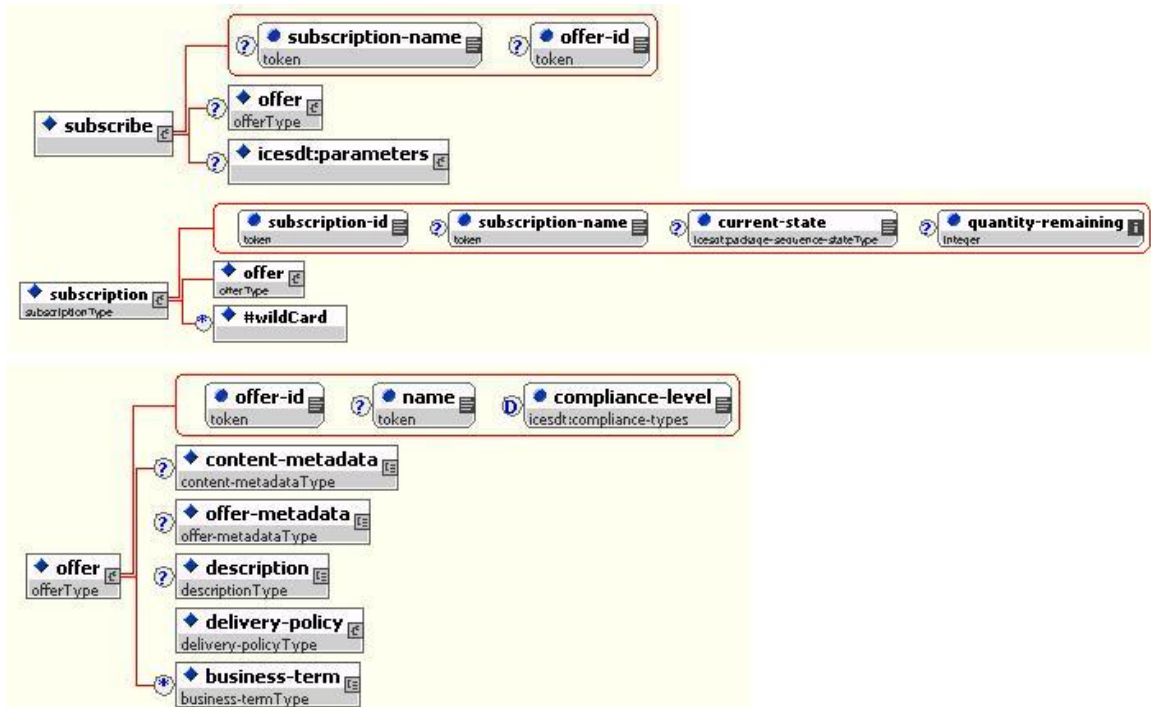 ? subscription-name ? offer-id
token token
? offer
offerType
subscribe
? icesdt:parameters
subscription-id ? subscription-name ? current-state ? quantity-remaining
token token icesdt:package-sequence-stateType integer
offer
offerType
subscription
subscriptionType
* #wildCard
offer-id ? name D compliance-level
token token icesdt:compliance-types
? content-metadata
content-metadataType
? offer-metadata
offer-metadataType
offer
offerType
? description
descriptionType
delivery-policy
delivery-policyType
* business-term
business-termType